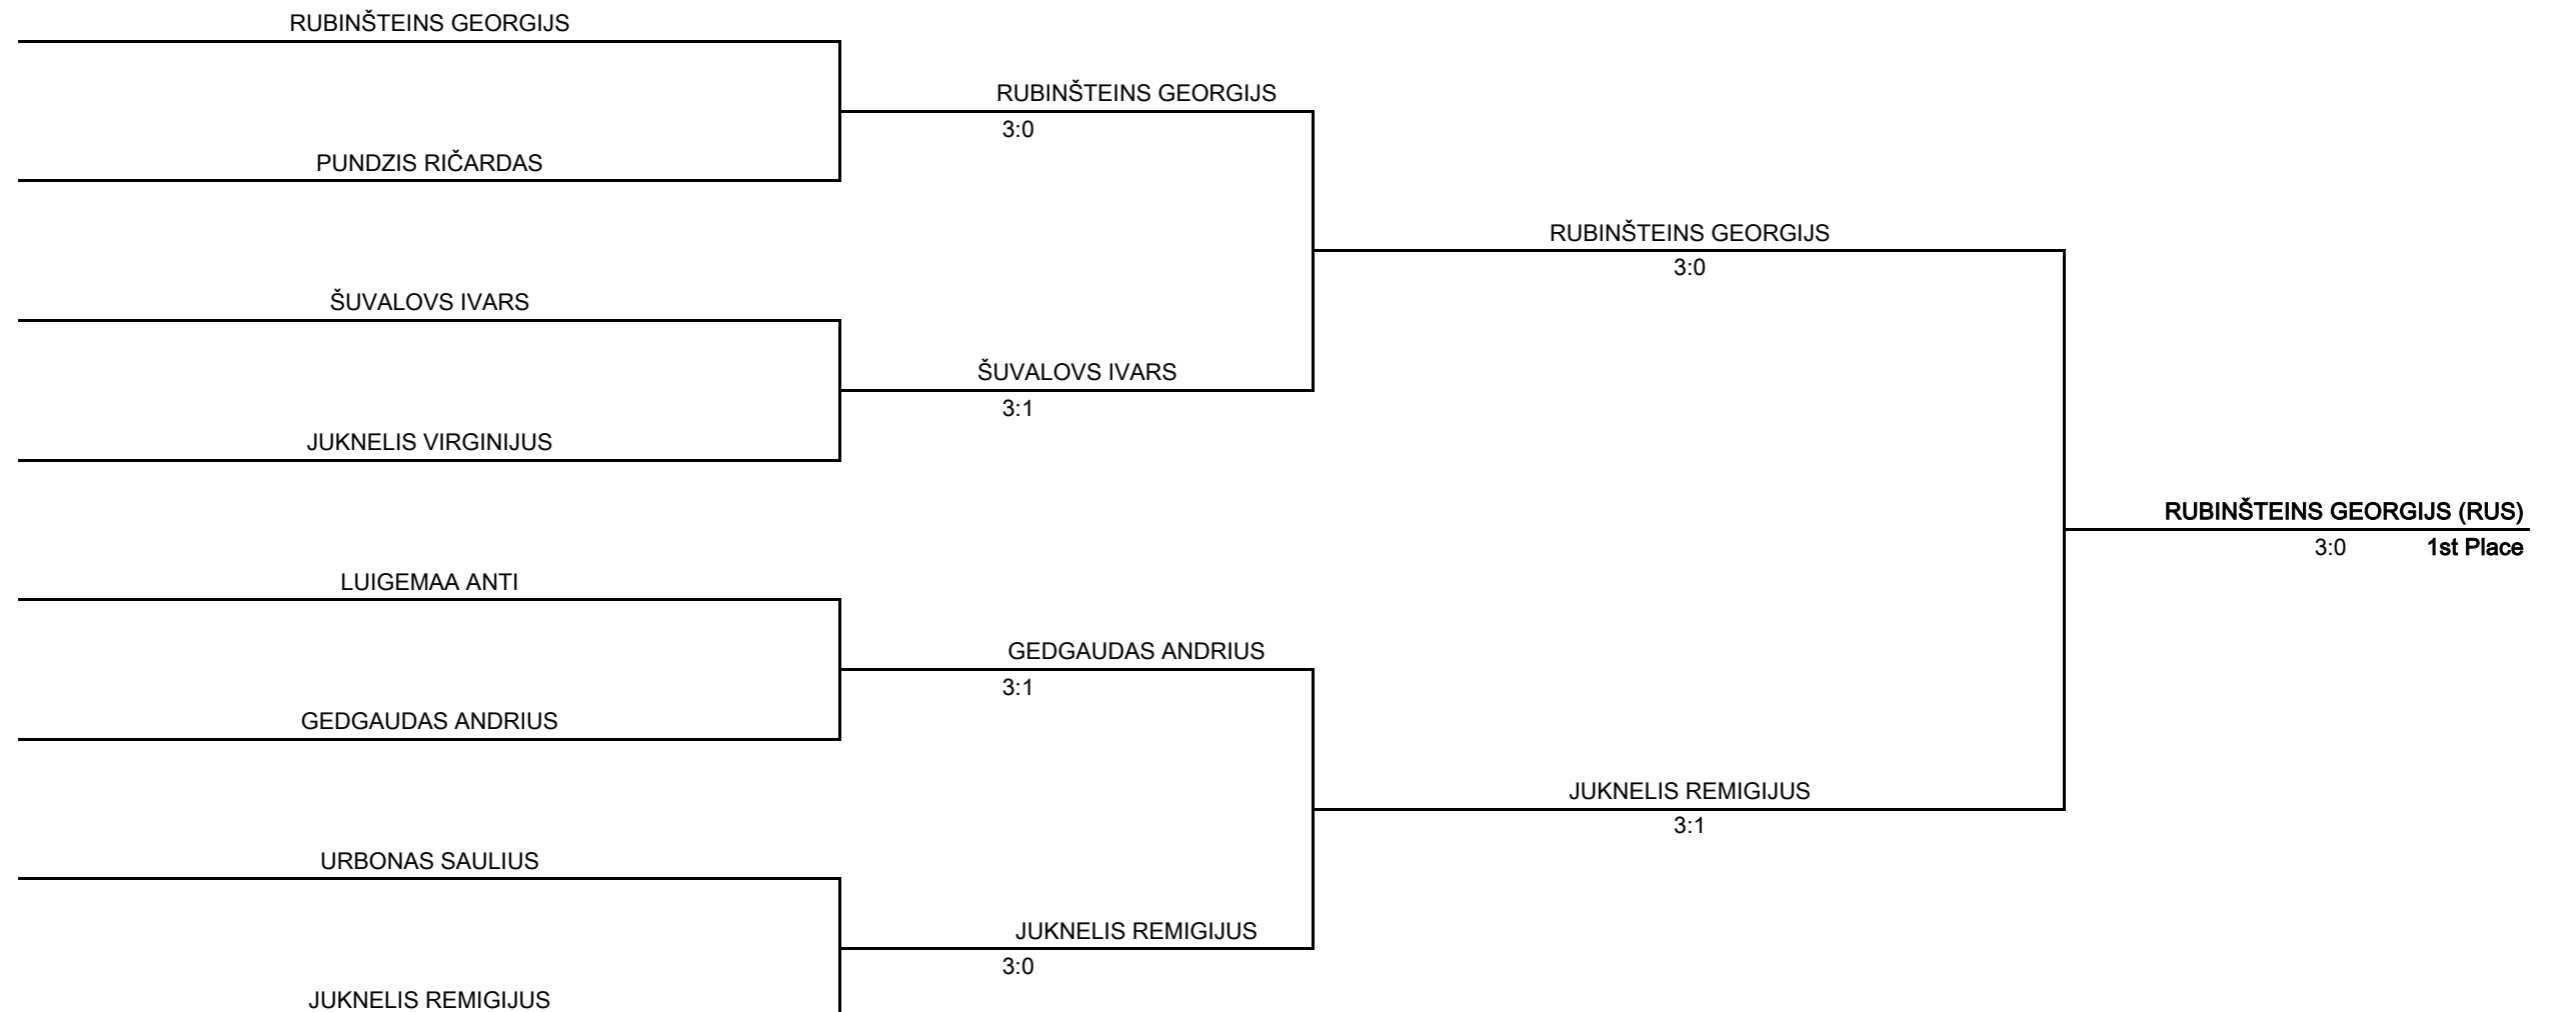 RUBINŠTEINS GEORGIJS
RUBINŠTEINS GEORGIJS
3:0
PUNDZIS RIČARDAS
RUBINŠTEINS GEORGIJS
3:0
ŠUVALOVS IVARS
ŠUVALOVS IVARS
3:1
JUKNELIS VIRGINIJUS
RUBINŠTEINS GEORGIJS (RUS)
3:0 1st Place
LUIGEMAA ANTI
GEDGAUDAS ANDRIUS
3:1
GEDGAUDAS ANDRIUS
JUKNELIS REMIGIJUS
3:1
URBONAS SAULIUS
JUKNELIS REMIGIJUS
3:0
JUKNELIS REMIGIJUS